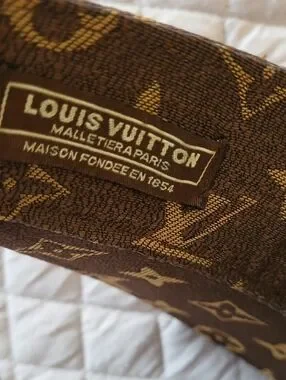 LOUIS VUITTON
MALLETIER A PARIS
MAISON FONDEE EN 1854